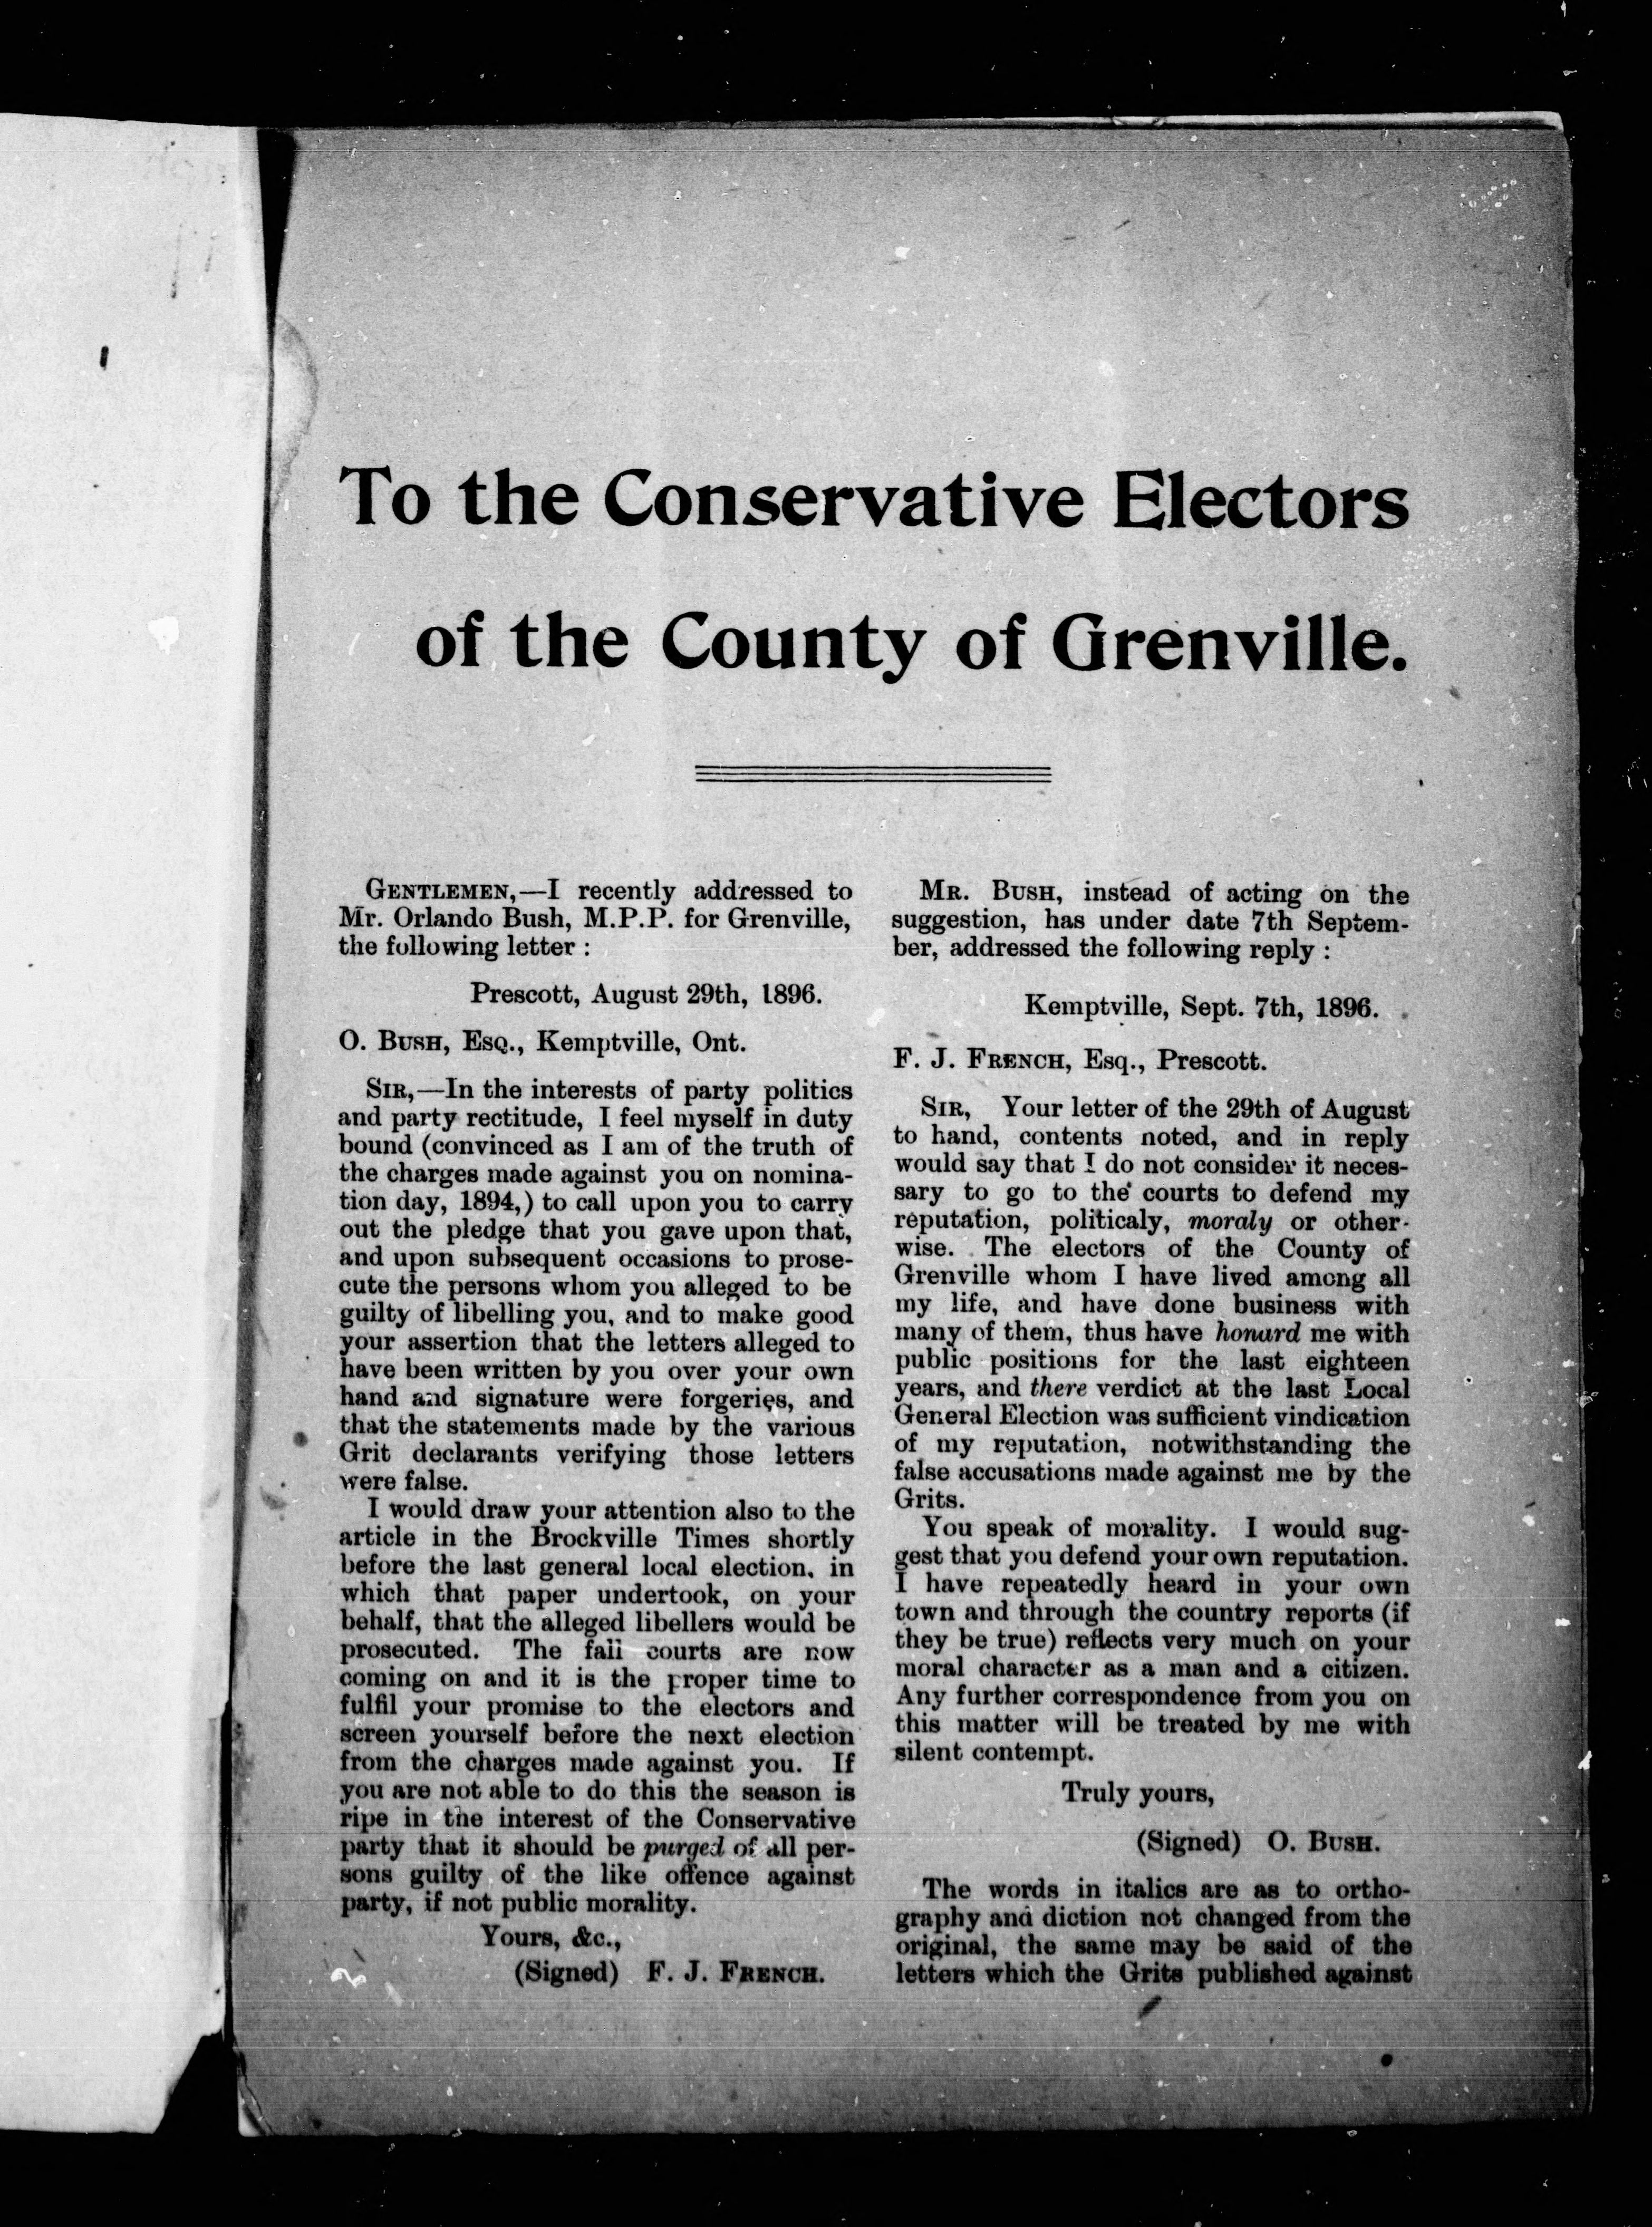 To the Conservative Electors
of the County of Grenville.
GENTLEMEN,—I recently addressed to
Mr. Orlando Bush, M.P.P. for Grenville,
the following letter :
Prescott, August 29th, 1896.
O. BUSH, ESQ., Kemptville, Ont.
SIR,—In the interests of party politics
and party rectitude, I feel myself in duty
bound (convinced as I am of the truth of
the charges made against you on nomina-
tion day, 1894,) to call upon you to carry
out the pledge that you gave upon that,
and upon subsequent occasions to prose-
cute the persons whom you alleged to be
guilty of libelling you, and to make good
your assertion that the letters alleged to
have been written by you over your own
hand and signature were forgeries, and
that the statements made by the various
Grit declarants verifying those letters
were false.
I would draw your attention also to the
article in the Brockville Times shortly
before the last general local election, in
which that paper undertook, on your
behalf, that the alleged libellers would be
prosecuted. The fall courts are now
coming on and it is the proper time to
fulfil your promise to the electors and
screen yourself before the next election
from the charges made against you. If
you are not able to do this the season is
ripe in the interest of the Conservative
party that it should be purged of all per-
sons guilty of the like offence against
party, if not public morality.
Yours, &c.,
(Signed) F. J. FRENCH.
MR. BUSH, instead of acting on the
suggestion, has under date 7th Septem-
ber, addressed the following reply :
Kemptville, Sept. 7th, 1896.
F. J. FRENCH, Esq., Prescott.
SIR, Your letter of the 29th of August
to hand, contents noted, and in reply
would say that I do not consider it neces-
sary to go to the courts to defend my
reputation, politicaly, moraly or other-
wise. The electors of the County of
Grenville whom I have lived among all
my life, and have done business with
many of them, thus have honard me with
public positions for the last eighteen
years, and there verdict at the last Local
General Election was sufficient vindication
of my reputation, notwithstanding the
false accusations made against me by the
Grits.
You speak of morality. I would sug-
gest that you defend your own reputation.
I have repeatedly heard in your own
town and through the country reports (if
they be true) reflects very much on your
moral character as a man and a citizen.
Any further correspondence from you on
this matter will be treated by me with
silent contempt.
Truly yours,
(Signed) O. BUSH.
The words in italics are as to ortho-
graphy and diction not changed from the
original, the same may be said of the
letters which the Grits published against